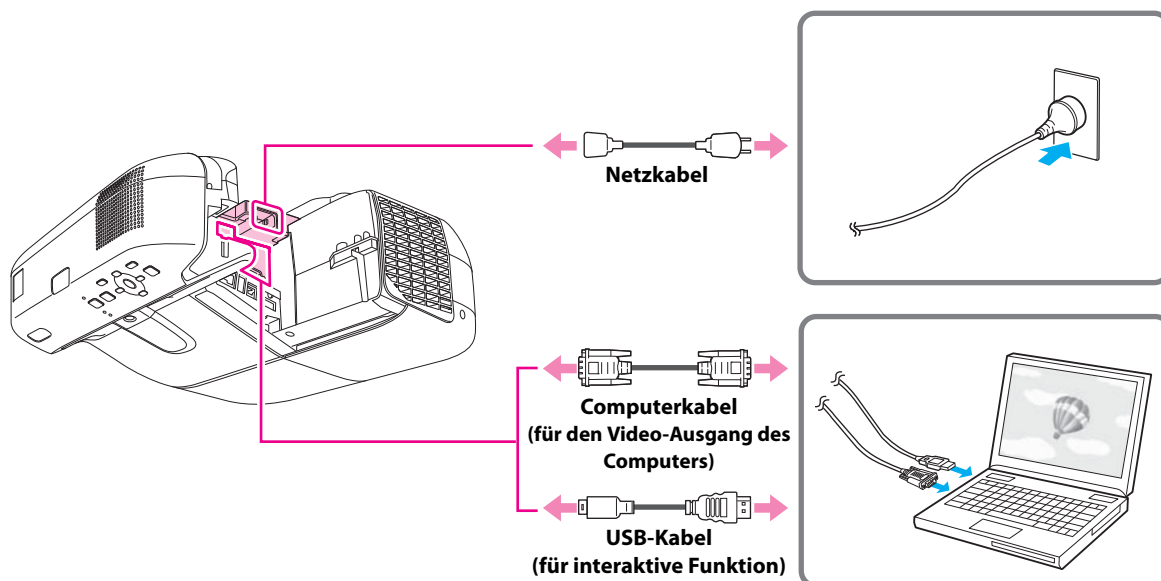 Netzkabel
Computerkabel
(für den Video-Ausgang des
Computers)
USB-Kabel
(für interaktive Funktion)